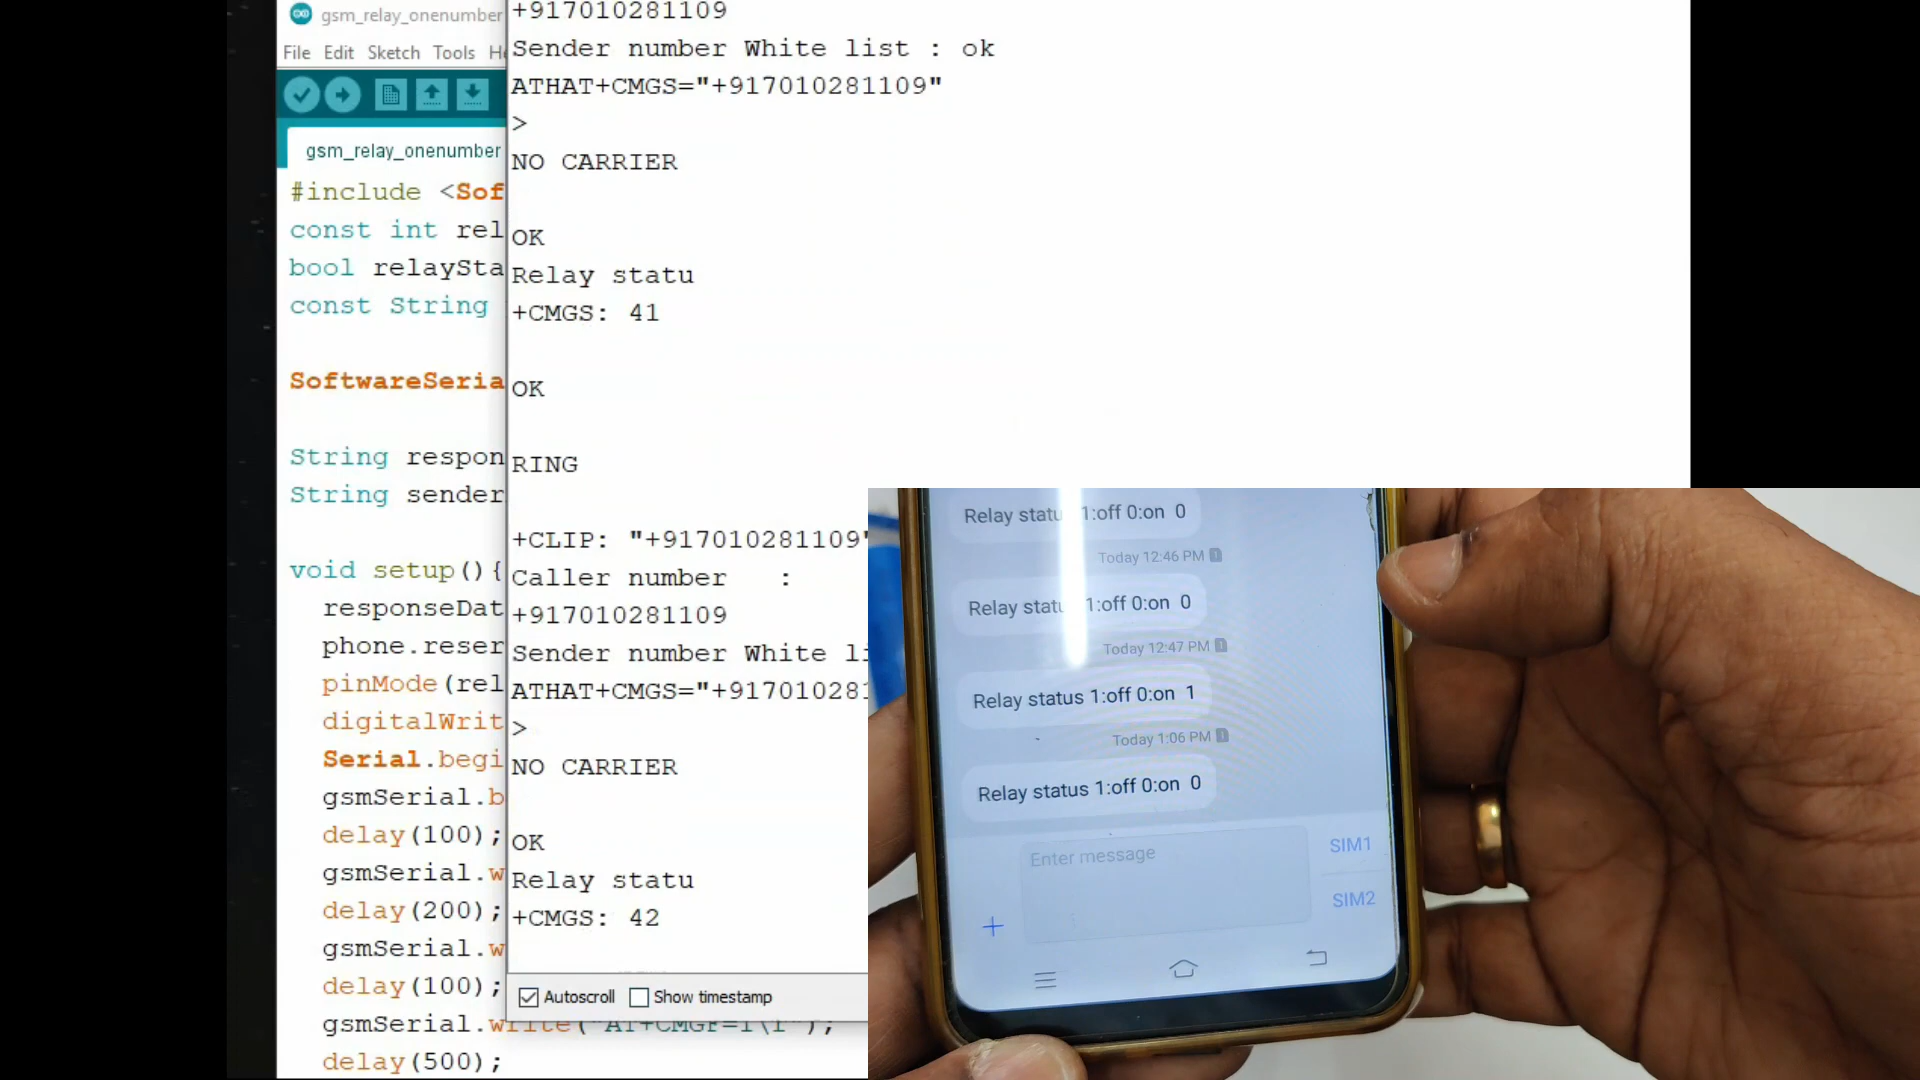 gsm_relay_onenumber
File Edit Sketch Tools H
gsm_relay_onenumber
#include <Sof
const int rel
bool relaySta
const String
SoftwareSeria
String respon
String sender
void setup(){
responseDat
phone.reser
pinMode(rel
digitalWrit
Serial.begi
gsmSerial.b
delay(100);
gsmSerial.w
delay(200);
gsmSerial.w
delay(100);
gsmSerial.write("AT+CMGF=1\r");
delay(500);
+917010281109
Sender number White list : ok
ATHAT+CMGS="+917010281109"
>
NO CARRIER
OK
Relay statu
+CMGS: 41
OK
RING
+CLIP: "+917010281109"
Caller number :
+917010281109
Sender number White li
ATHAT+CMGS="+917010281
>
NO CARRIER
OK
Relay statu
+CMGS: 42
Autoscroll Show timestamp
Relay statu 1:off 0:on 0
Today 12:46 PM 1
Relay statu 1:off 0:on 0
Today 12:47 PM 1
Relay status 1:off 0:on 1
Today 1:06 PM 1
Relay status 1:off 0:on 0
Enter message
SIM1
SIM2
+